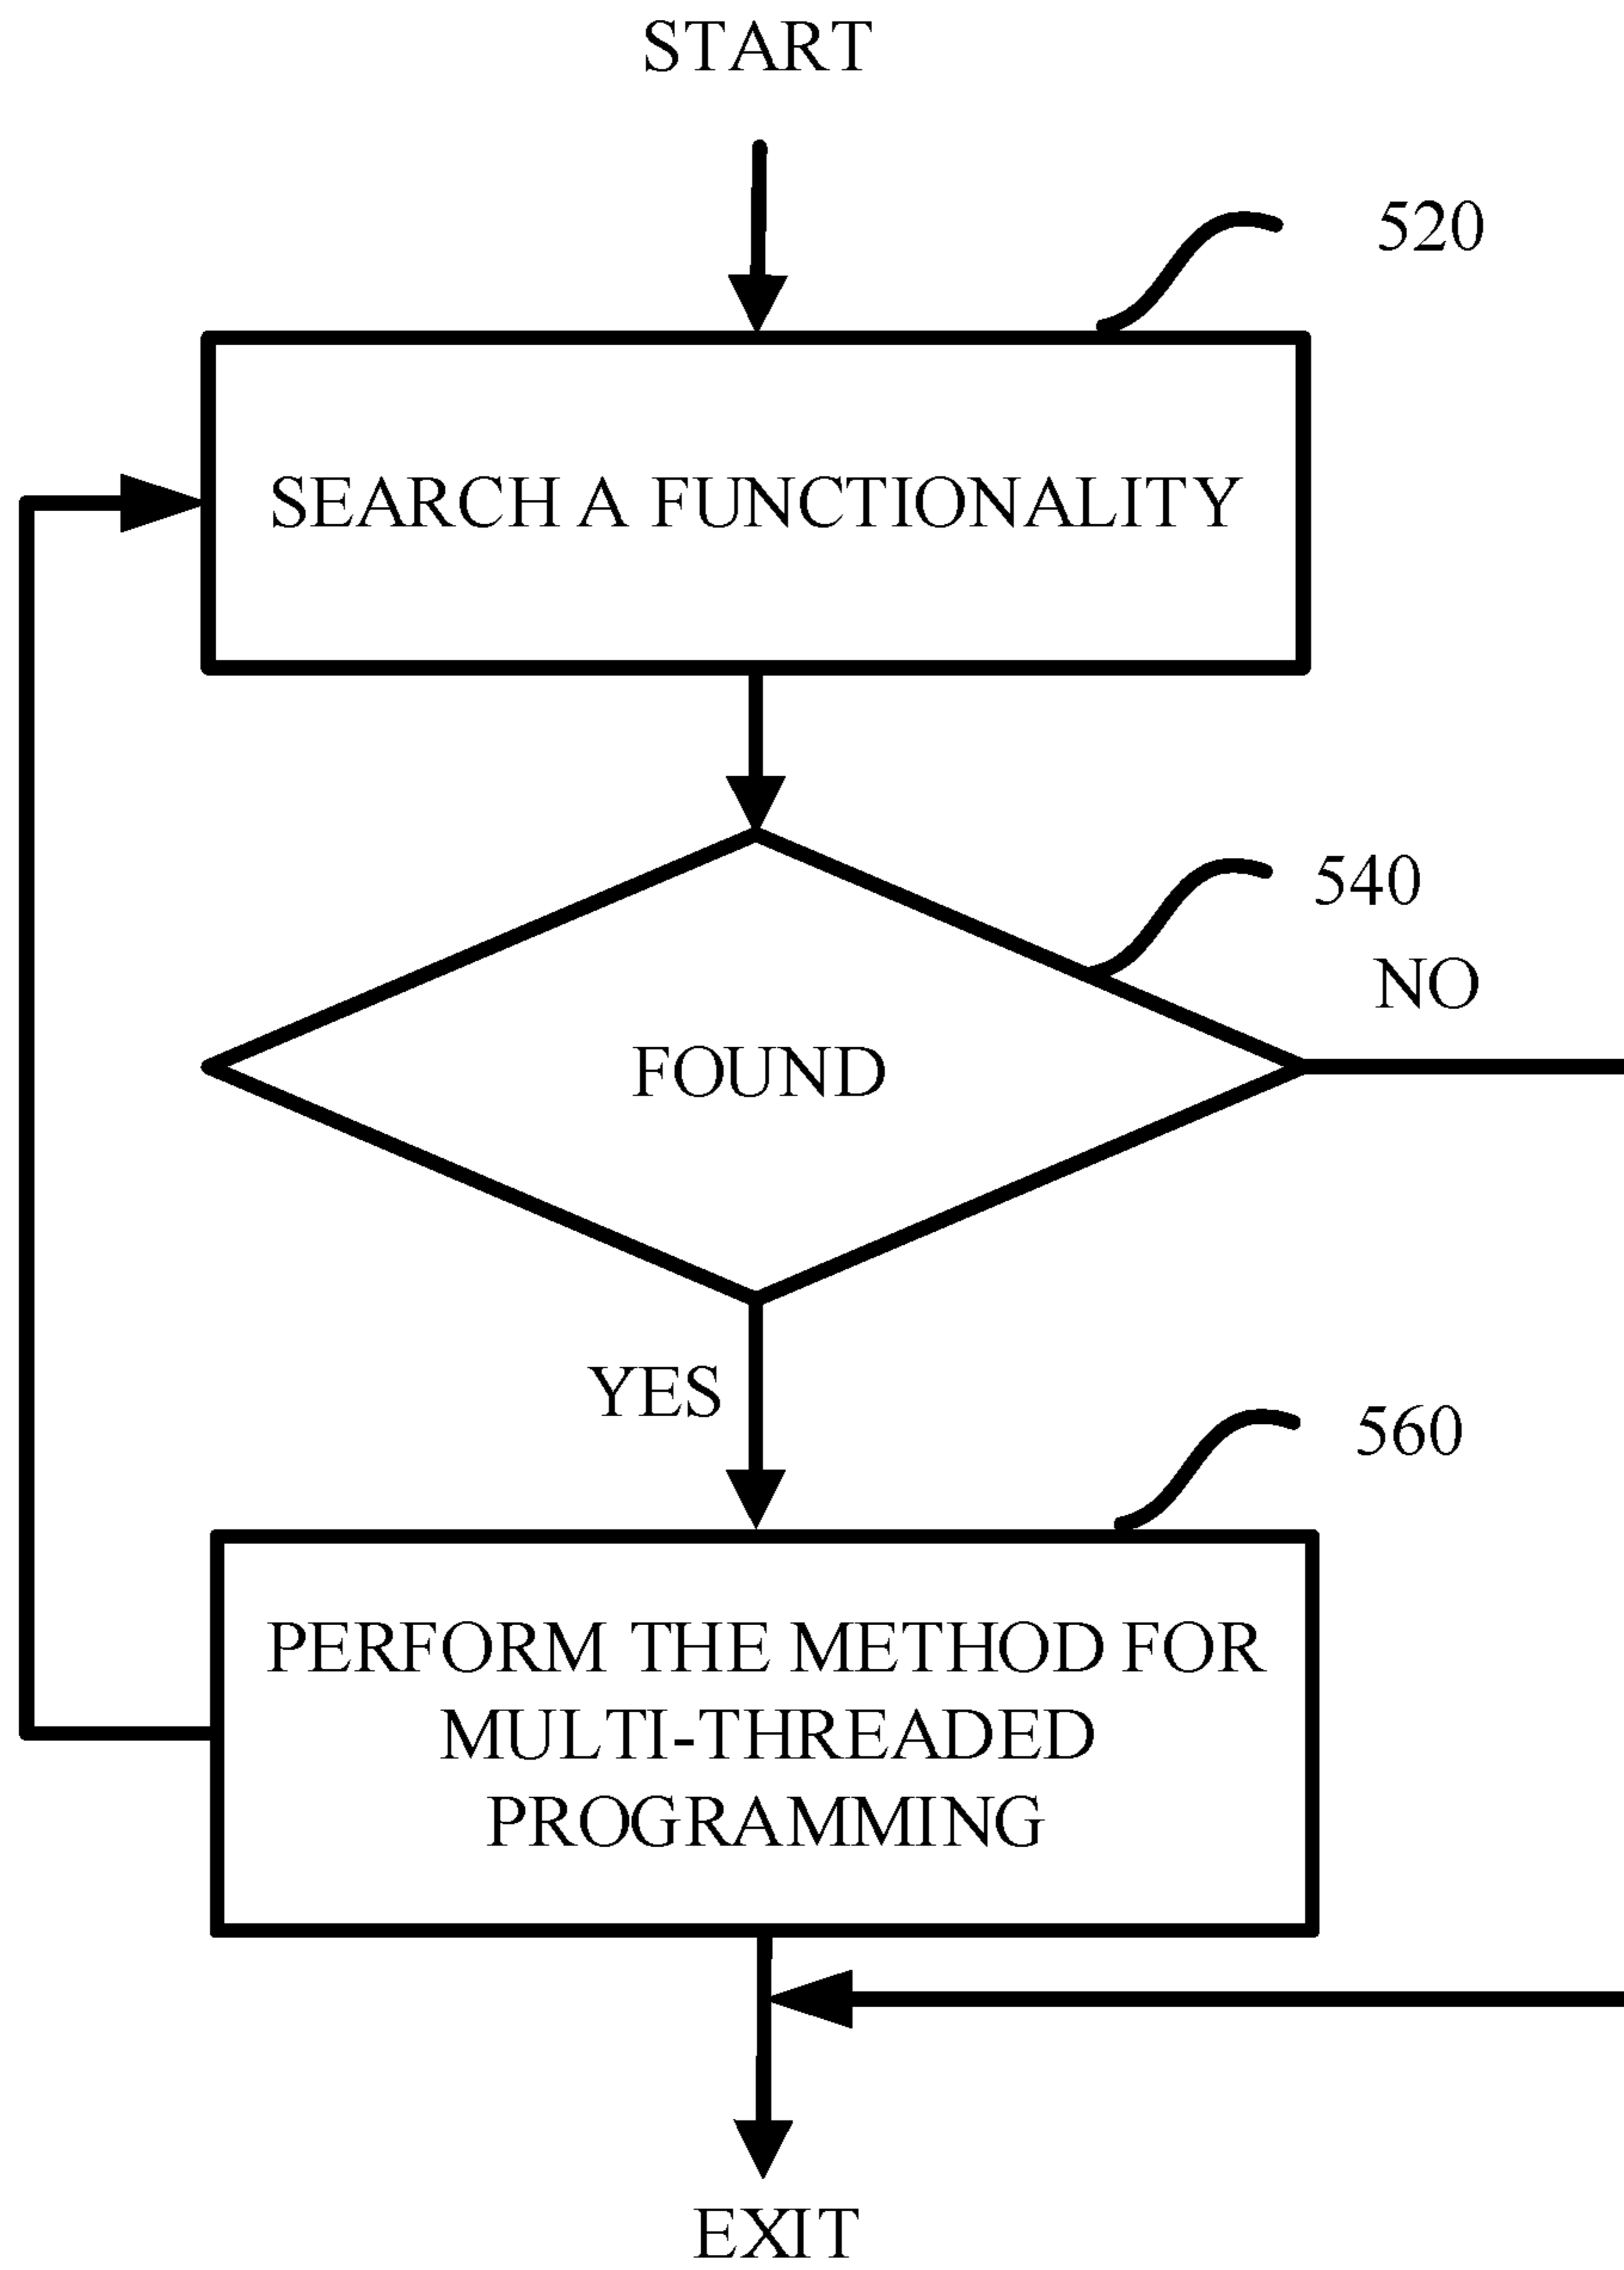 START
520
SEARCH A FUNCTIONALITY
540
NO
FOUND
YES
560
PERFORM THE METHOD FOR
MULTI-THREADED
PROGRAMMING
EXIT